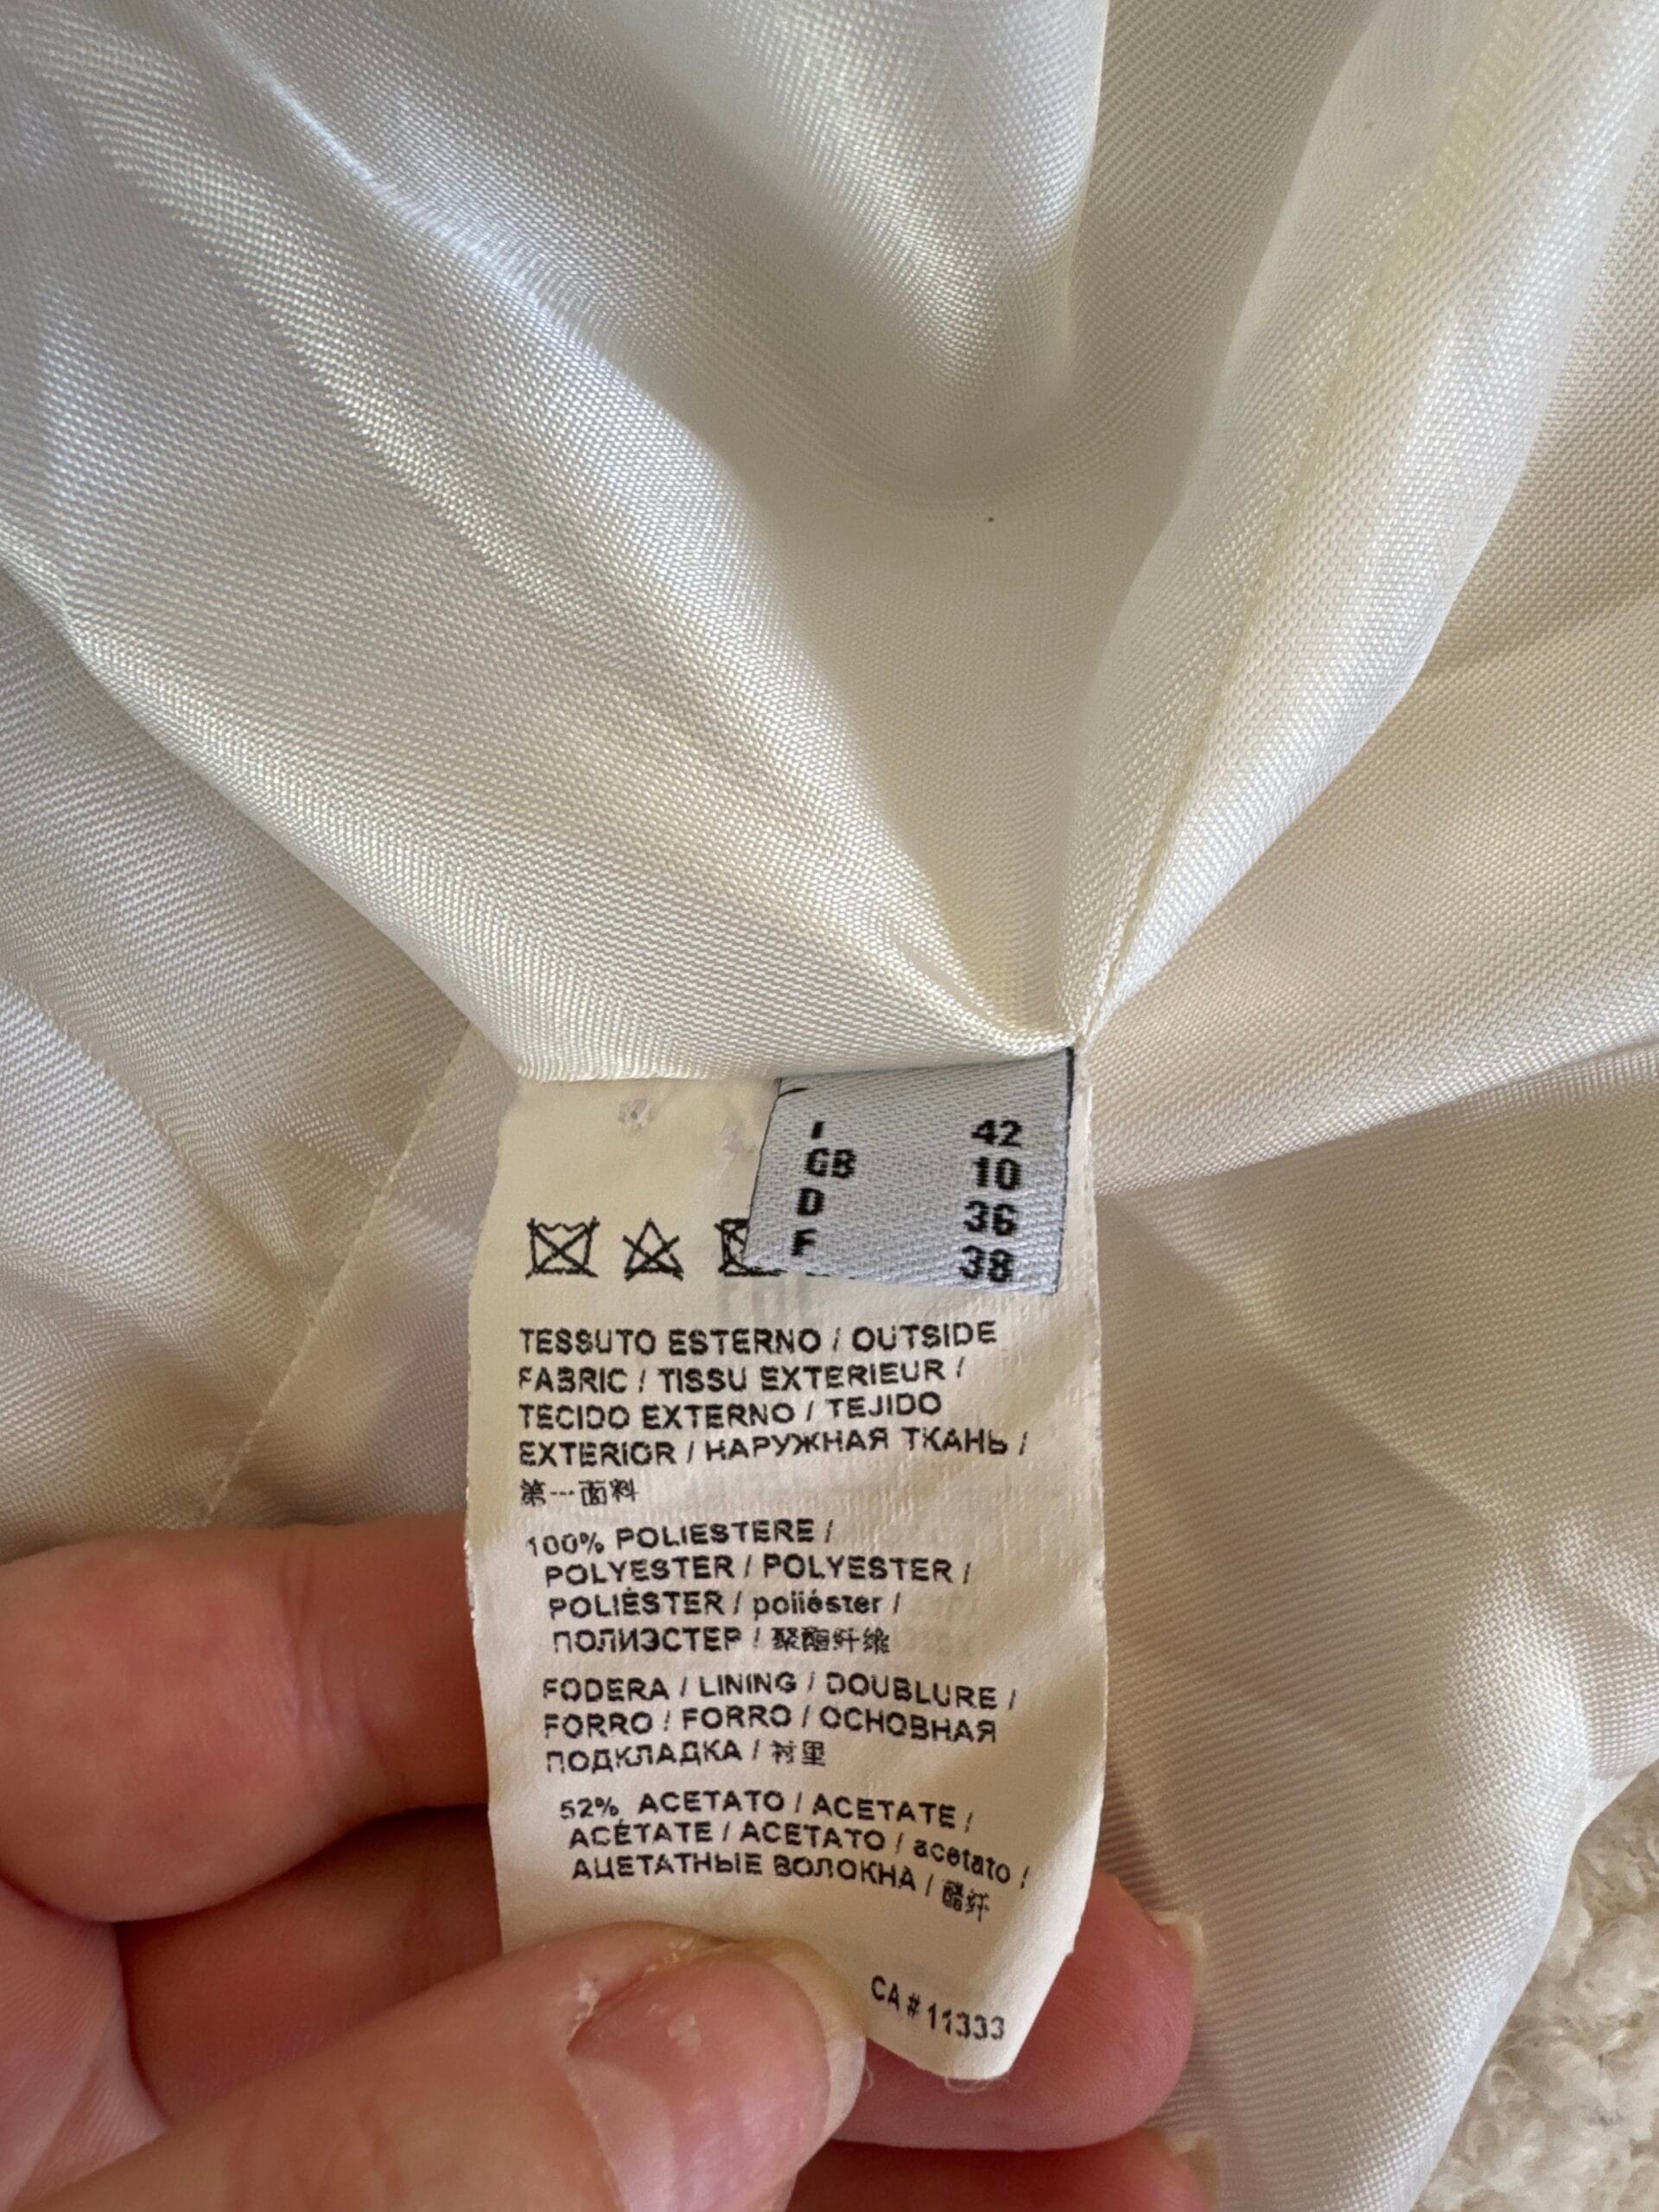 I 42
GB 10
D 36
F 38
TESSUTO ESTERNO / OUTSIDE
FABRIC / TISSU EXTERIEUR /
TECIDO EXTERNO / TEJIDO
EXTERIOR / НАРУЖНАЯ ТКАНЬ /
第一面料
100% POLIESTERE /
POLYESTER / POLYESTER /
POLIÉSTER / poliéster /
ПОЛИЭСТЕР / 聚酯纤维
FODERA / LINING / DOUBLURE /
FORRO / FORRO / ОСНОВНАЯ
ПОДКЛАДКА / 衬里
52% ACETATO / ACETATE /
ACÉTATE / ACETATO / acetato /
АЦЕТАТНЫЕ ВОЛОКНА / 醋纤
CA # 11333